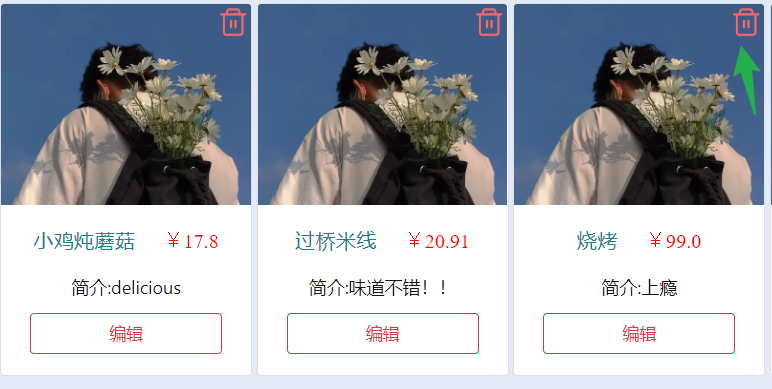 小鸡炖蘑菇 ￥17.8
简介:delicious
编辑
过桥米线 ￥20.91
简介:味道不错！！
编辑
烧烤 ￥99.0
简介:上瘾
编辑